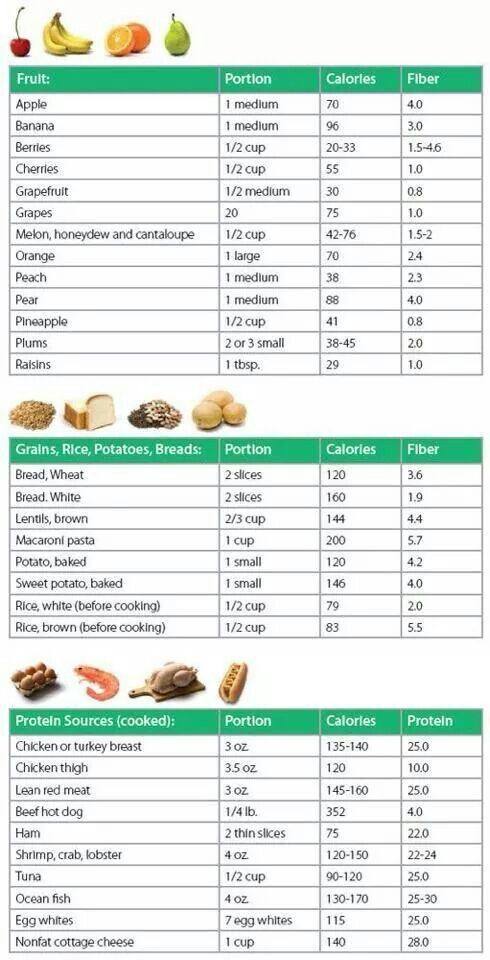 Fruit: Portion Calories Fiber
Apple 1 medium 70 4.0
Banana 1 medium 96 3.0
Berries 1/2 cup 20-33 1.5-4.6
Cherries 1/2 cup 55 1.0
Grapefruit 1/2 medium 30 0.8
Grapes 20 75 1.0
Melon, honeydew and cantaloupe 1/2 cup 42-76 1.5-2
Orange 1 large 70 2.4
Peach 1 medium 38 2.3
Pear 1 medium 88 4.0
Pineapple 1/2 cup 41 0.8
Plums 2 or 3 small 38-45 2.0
Raisins 1 tbsp. 29 1.0
Grains, Rice, Potatoes, Breads: Portion Calories Fiber
Bread, Wheat 2 slices 120 3.6
Bread. White 2 slices 160 1.9
Lentils, brown 2/3 cup 144 4.4
Macaroni pasta 1 cup 200 5.7
Potato, baked 1 small 120 4.2
Sweet potato, baked 1 small 146 4.0
Rice, white (before cooking) 1/2 cup 79 2.0
Rice, brown (before cooking) 1/2 cup 83 5.5
Protein Sources (cooked): Portion Calories Protein
Chicken or turkey breast 3 oz. 135-140 25.0
Chicken thigh 3.5 oz. 120 10.0
Lean red meat 3 oz. 145-160 25.0
Beef hot dog 1/4 lb. 352 4.0
Ham 2 thin slices 75 22.0
Shrimp, crab, lobster 4 oz. 120-150 22-24
Tuna 1/2 cup 90-120 25.0
Ocean fish 4 oz. 130-170 25-30
Egg whites 7 egg whites 115 25.0
Nonfat cottage cheese 1 cup 140 28.0